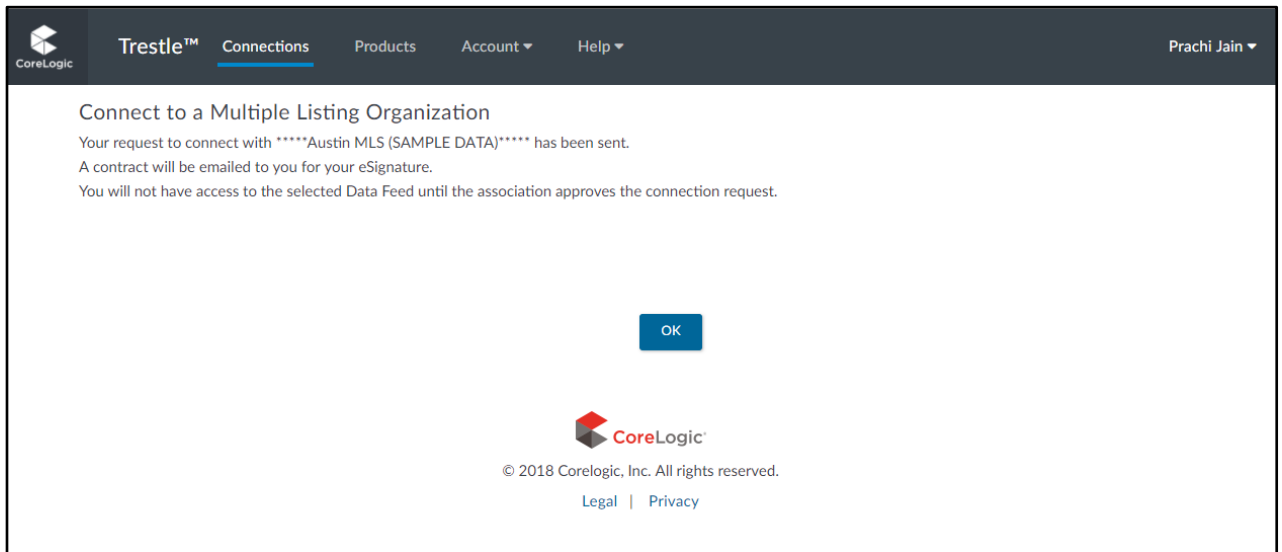 CoreLogic
Trestle™ Connections Products Account Help Prachi Jain
Connect to a Multiple Listing Organization
Your request to connect with *****Austin MLS (SAMPLE DATA)***** has been sent.
A contract will be emailed to you for your eSignature.
You will not have access to the selected Data Feed until the association approves the connection request.
OK
CoreLogic
© 2018 Corelogic, Inc. All rights reserved.
Legal | Privacy